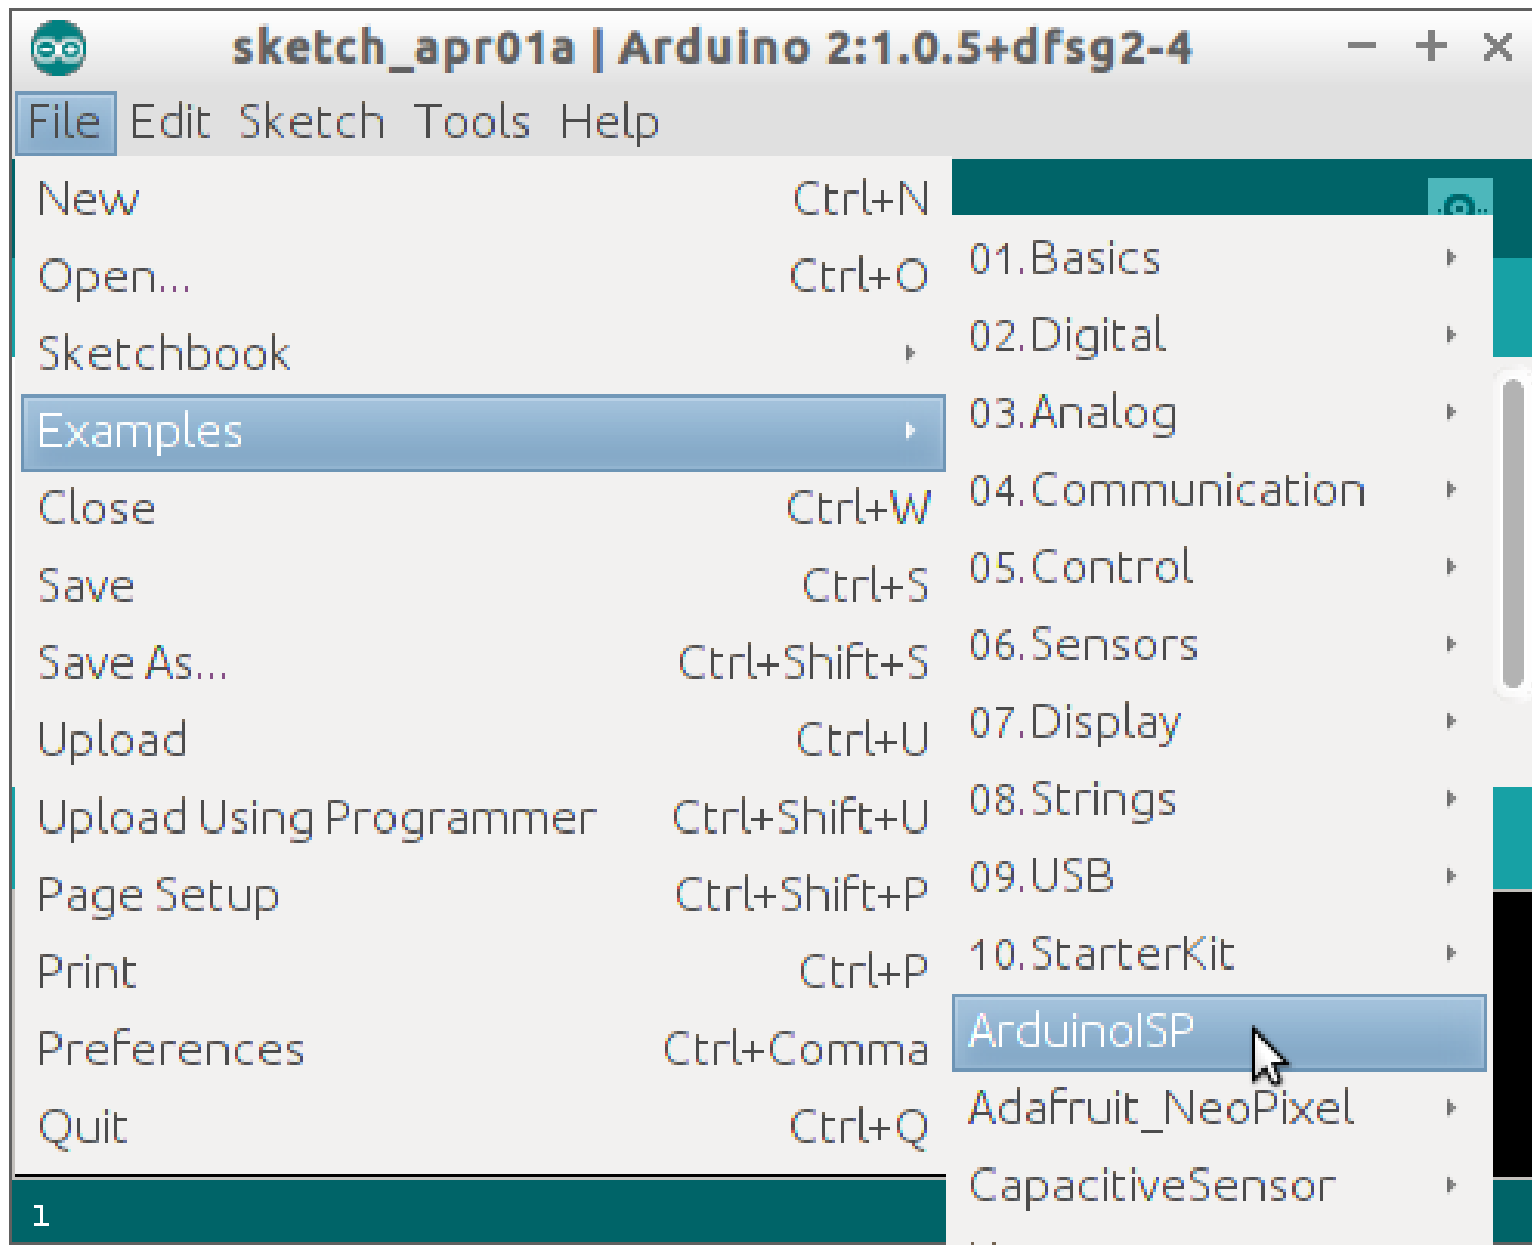 sketch_apr01a | Arduino 2:1.0.5+dfsg2-4
File Edit Sketch Tools Help
New Ctrl+N
Open... Ctrl+O
Sketchbook
Examples
Close Ctrl+W
Save Ctrl+S
Save As... Ctrl+Shift+S
Upload Ctrl+U
Upload Using Programmer Ctrl+Shift+U
Page Setup Ctrl+Shift+P
Print Ctrl+P
Preferences Ctrl+Comma
Quit Ctrl+Q
01.Basics
02.Digital
03.Analog
04.Communication
05.Control
06.Sensors
07.Display
08.Strings
09.USB
10.StarterKit
ArduinoISP
Adafruit_NeoPixel
CapacitiveSensor
1